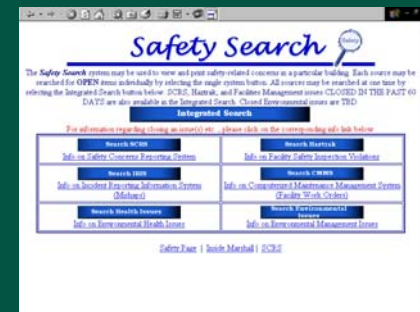 Safety Search
Safety
The Safety Search system may be used to view and print safety-related concerns in a particular building. Each source may be
searched for OPEN items individually by selecting the single system button. All sources may be searched at one time by
selecting the Integrated Search button below. SCRS, Haztrak, and Facilities Management issues CLOSED IN THE PAST 60
DAYS are also available in the Integrated Search. Closed Environmental issues are TBD.
Integrated Search
For information regarding closing an issue(s) etc., please click on the corresponding info link below
Search SCRS
Search Haztrak
Info on Safety Concerns Reporting System
Info on Facility Safety Inspection Violations
Search IRIS
Search CMMS
Info on Incident Reporting Information System
(Mishaps)
Info on Computerized Maintenance Management System
(Facility Work Orders)
Search Health Issues
Search Environmental
Issues
Info on Environmental Health Issues
Info on Environmental Management Issues
Safety Page | Inside Marshall | SCRS